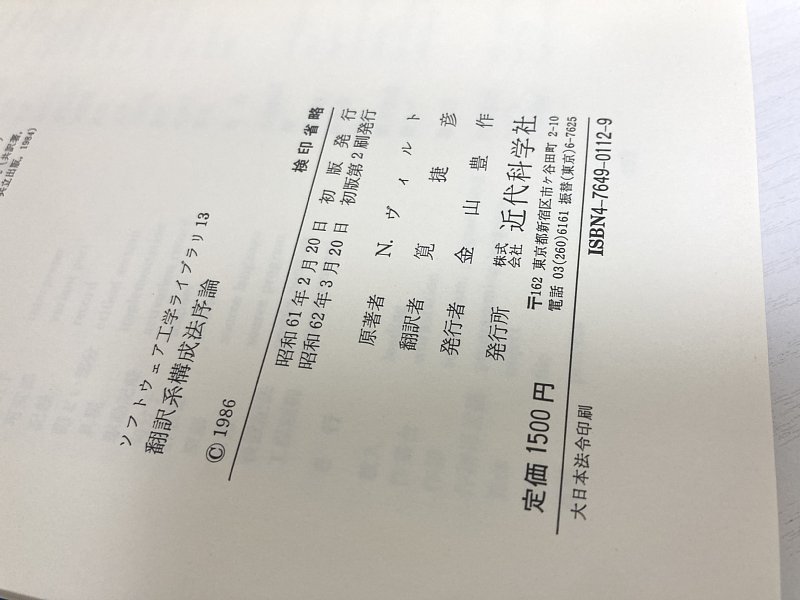 共立出版, 1984)
ソフトウェア工学ライブラリ 13
翻訳系構成法序論
Ⓒ 1986
検印省略
昭和61年2月20日 初版発行
昭和62年3月20日 初版第2刷発行
原著者 N. ヴィルト
翻訳者 筧 捷彦
発行者 金山豊作
発行所 株式会社 近代科学社
〒162 東京都新宿区市ヶ谷田町 2-10
電話 03(260)6161 振替(東京)6-7625
定価 1500 円
ISBN4-7649-0112-9
大日本法令印刷